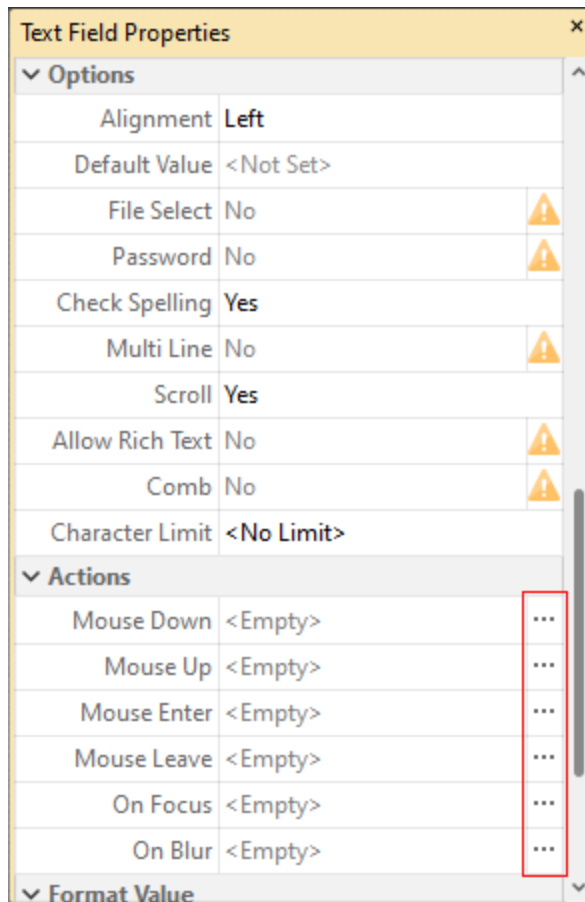 Text Field Properties
Options
Alignment Left
Default Value <Not Set>
File Select No
Password No
Check Spelling Yes
Multi Line No
Scroll Yes
Allow Rich Text No
Comb No
Character Limit <No Limit>
Actions
Mouse Down <Empty> ...
Mouse Up <Empty> ...
Mouse Enter <Empty> ...
Mouse Leave <Empty> ...
On Focus <Empty> ...
On Blur <Empty> ...
Format Value